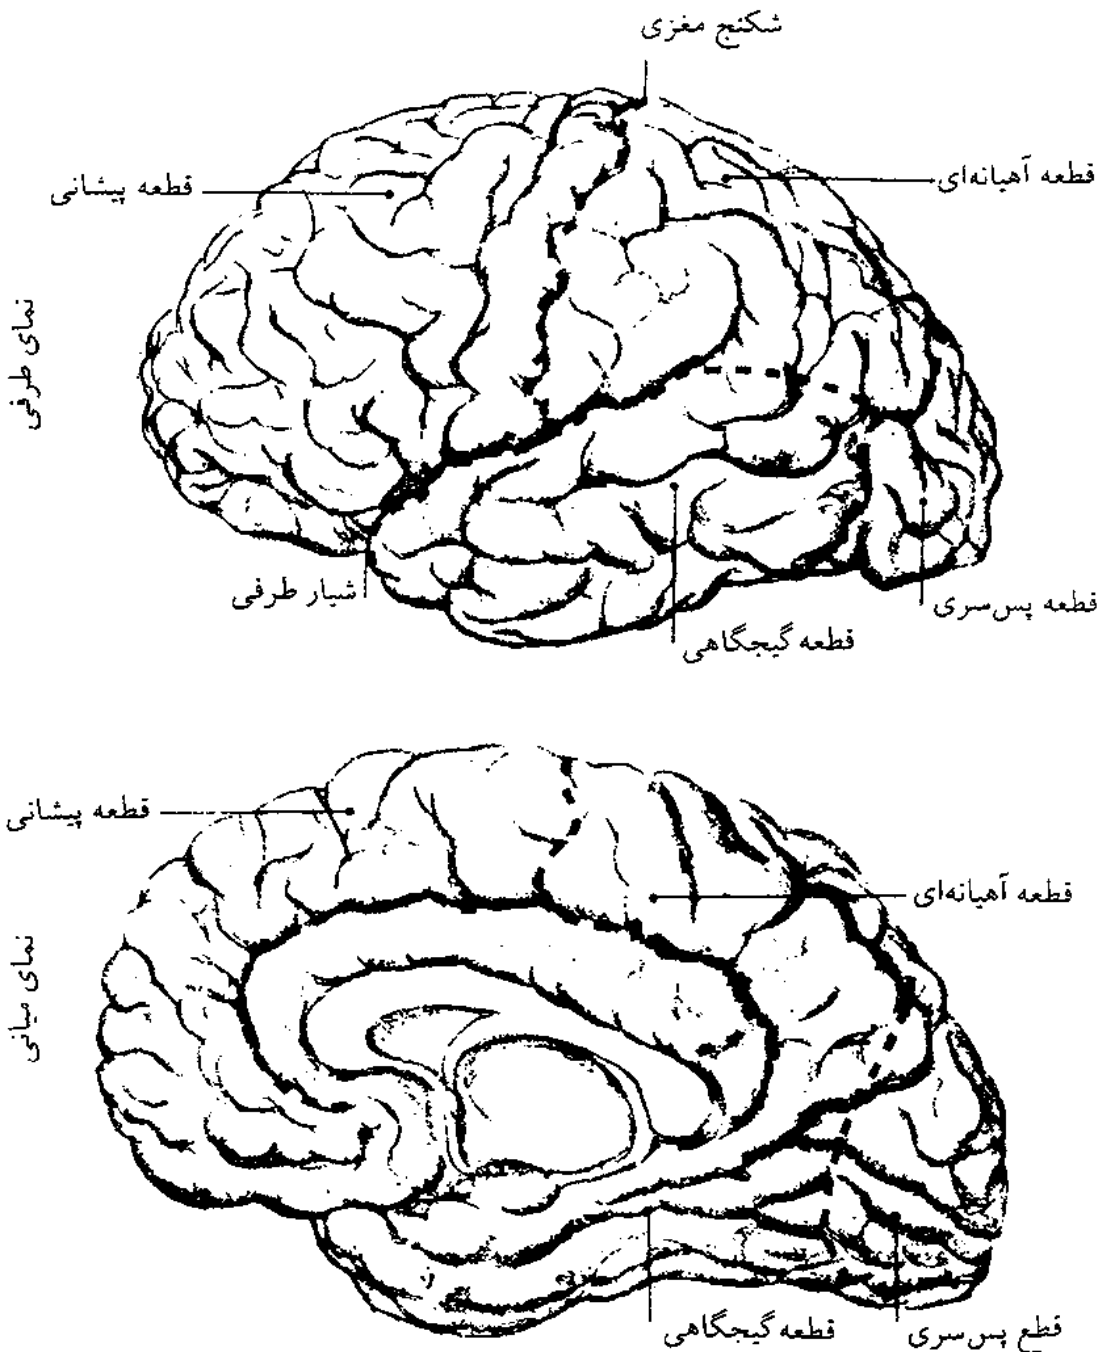 شکنج مغزی
قطعه آهیانه‌ای
قطعه پیشانی
نمای طرفی
شیار طرفی
قطعه پس‌سری
قطعه گیجگاهی
قطعه پیشانی
قطعه آهیانه‌ای
نمای میانی
قطع پس‌سری
قطعه گیجگاهی